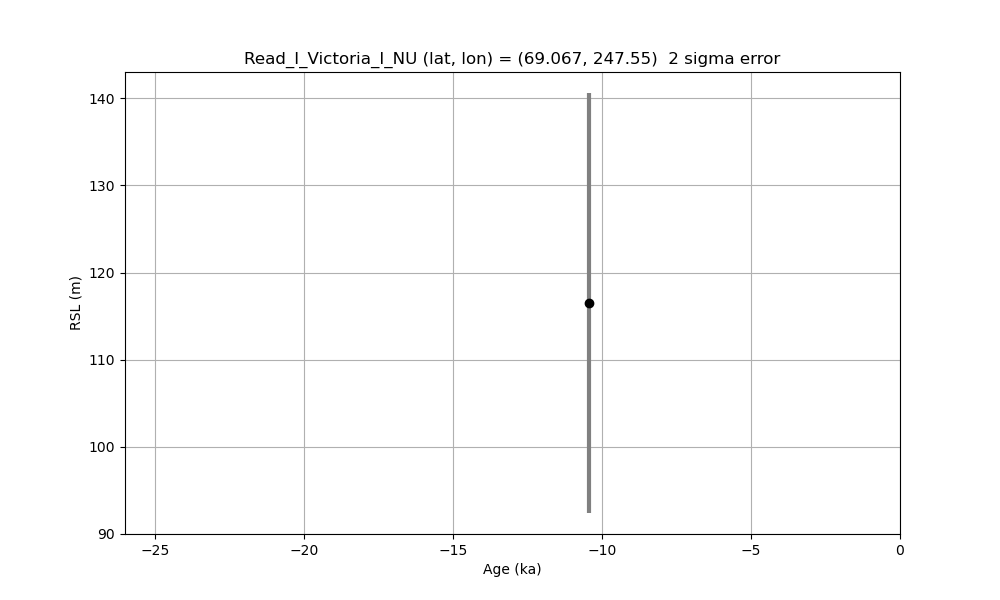 Read_I_Victoria_I_NU (lat, lon) = (69.067, 247.55)  2 sigma error
140
130
120
110
100
90
RSL (m)
−25 −20 −15 −10 −5 0
Age (ka)